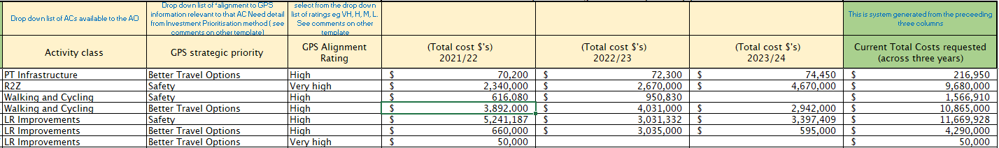 Drop down list of ACs available to the AO
Drop down list of 'alignment to GPS
information relevant to that AC Need detail
from Investment Prioritisation method ( see
comments on other template)
select from the drop down
list of ratings eg VH, H, M, L.
See comments on other
template
This is system generated from the preceeding
three columns
Activity class
GPS strategic priority
GPS Alignment
Rating
(Total cost $'s)
2021/22
(Total cost $'s)
2022/23
(Total cost $'s)
2023/24
Current Total Costs requested
(across three years)
PT Infrastructure Better Travel Options High $ 70,200 $ 72,300 $ 74,450 $ 216,950
R2Z Safety Very high $ 2,340,000 $ 2,670,000 $ 4,670,000 $ 9,680,000
Walking and Cycling Safety High $ 616,080 $ 950,830 $ 1,566,910
Walking and Cycling Better Travel Options High $ 3,892,000 $ 4,031,000 $ 2,942,000 $ 10,865,000
LR Improvements Safety High $ 5,241,187 $ 3,031,332 $ 3,397,409 $ 11,669,928
LR Improvements Better Travel Options High $ 660,000 $ 3,035,000 $ 595,000 $ 4,290,000
LR Improvements Better Travel Options Very high $ 50,000 $ 50,000